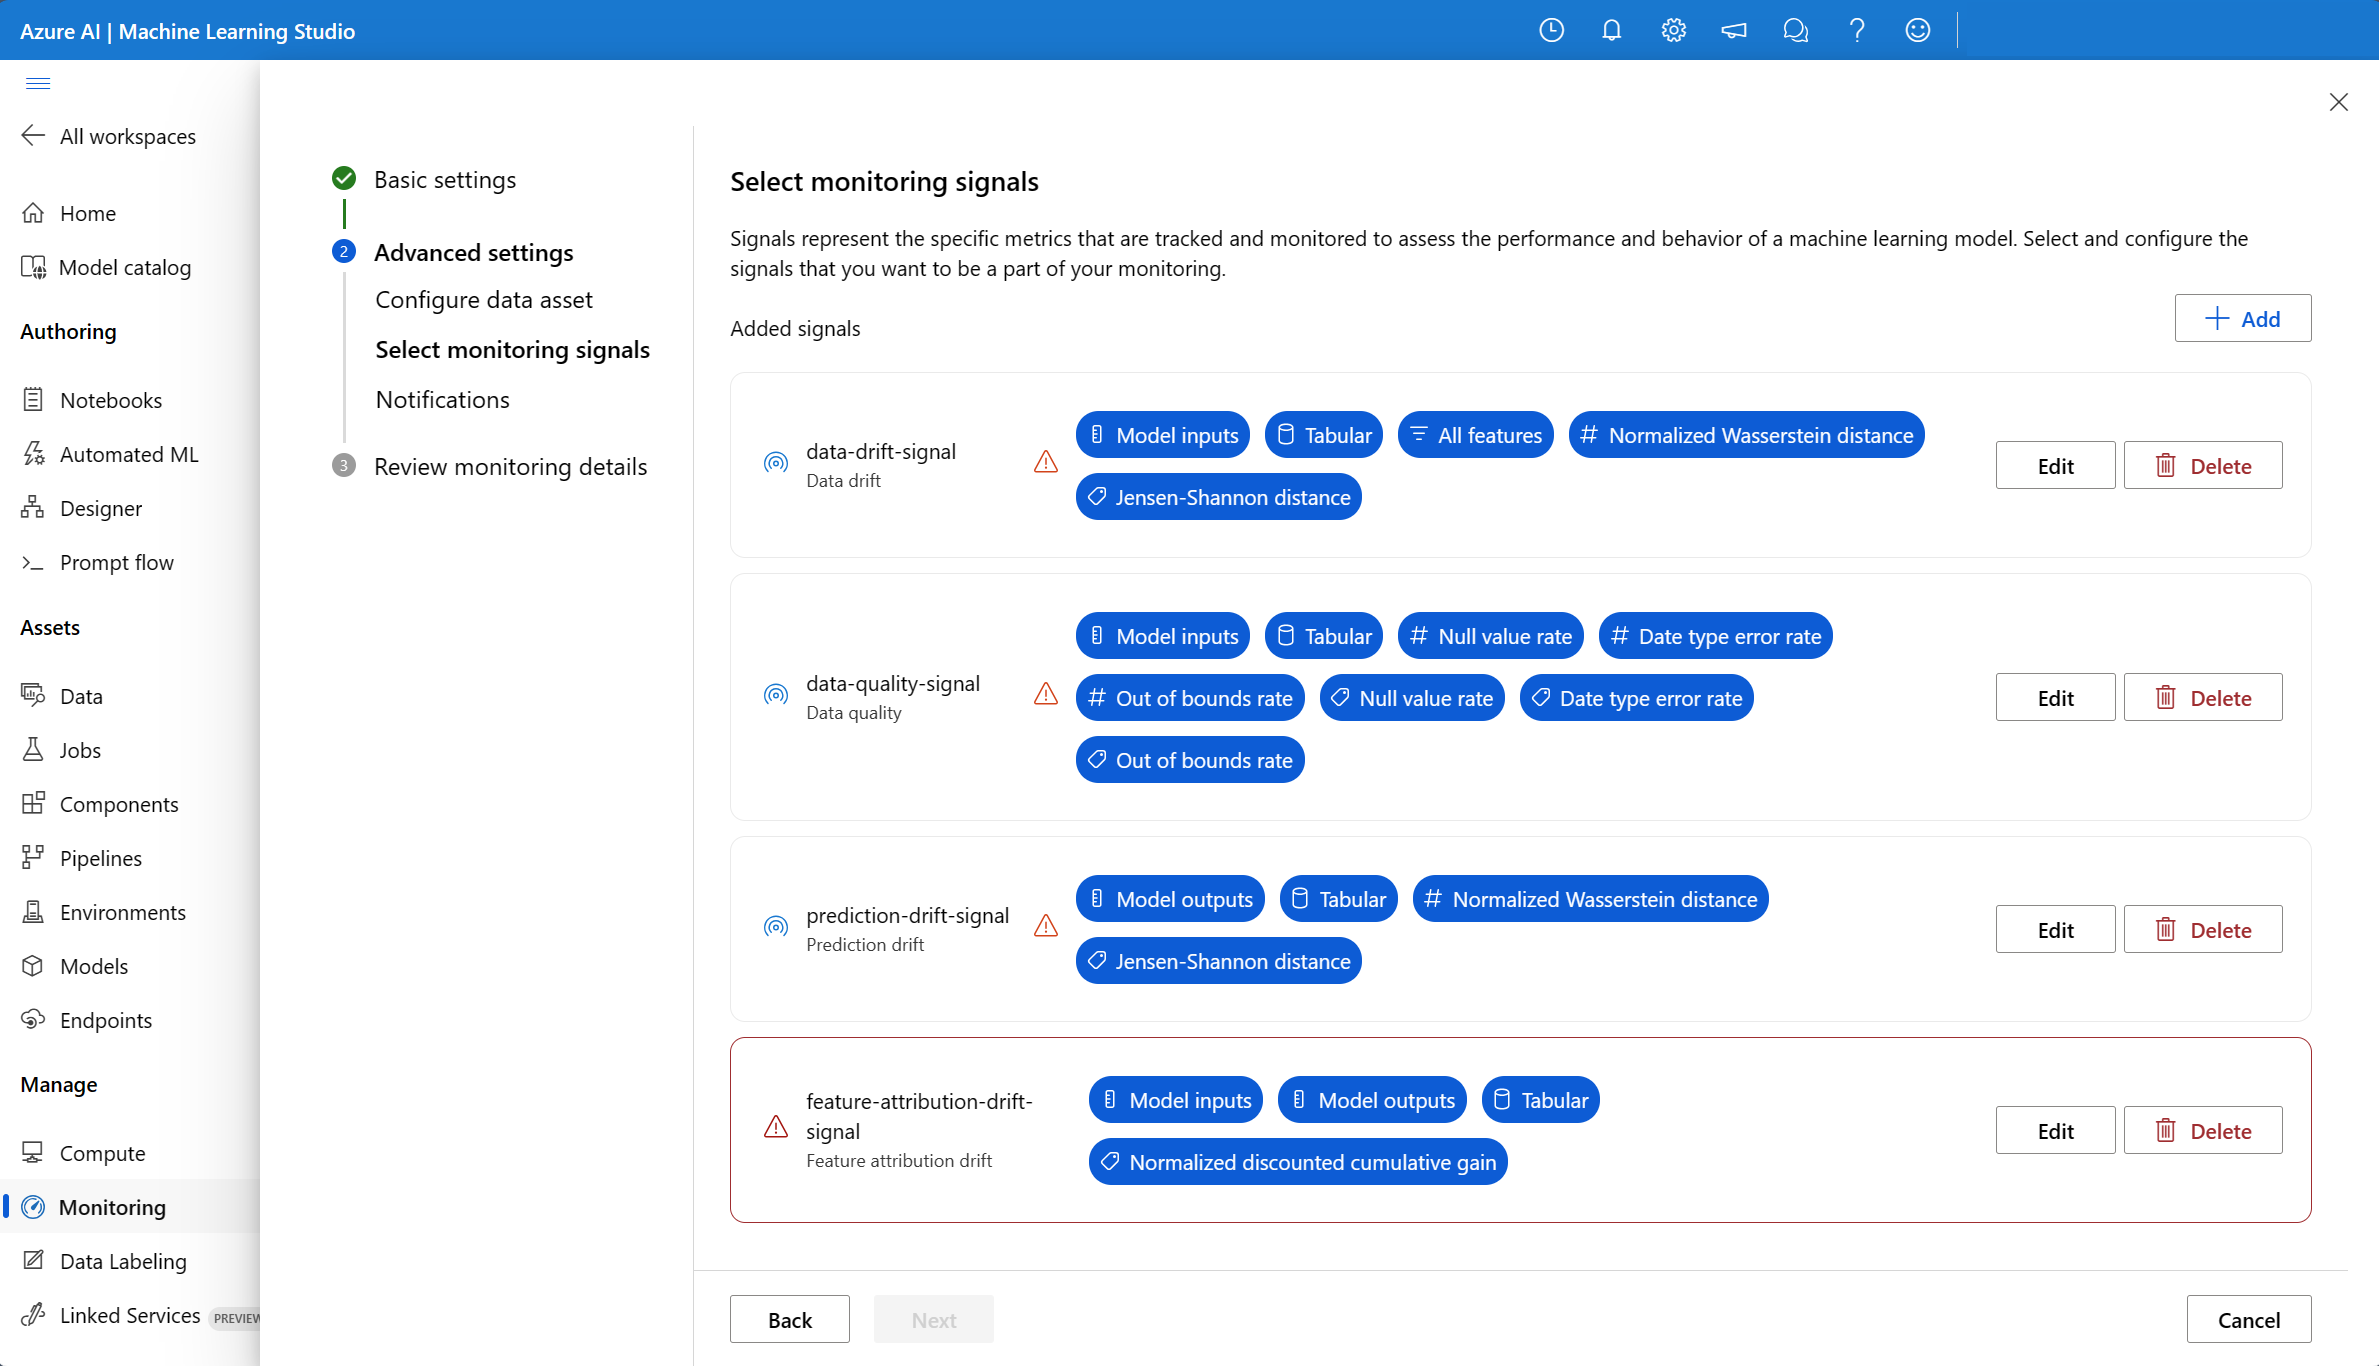 Azure AI | Machine Learning Studio
All workspaces
Home
Model catalog
Authoring
Notebooks
Automated ML
Designer
Prompt flow
Assets
Data
Jobs
Components
Pipelines
Environments
Models
Endpoints
Manage
Compute
Monitoring
Data Labeling
Linked Services PREVIEW
Basic settings
2 Advanced settings
Configure data asset
Select monitoring signals
Notifications
3 Review monitoring details
Select monitoring signals
Signals represent the specific metrics that are tracked and monitored to assess the performance and behavior of a machine learning model. Select and configure the
signals that you want to be a part of your monitoring.
Added signals
Add
data-drift-signal
Data drift
Model inputs Tabular All features # Normalized Wasserstein distance
Jensen-Shannon distance
Edit Delete
data-quality-signal
Data quality
Model inputs Tabular # Null value rate # Date type error rate
# Out of bounds rate Null value rate Date type error rate
Out of bounds rate
Edit Delete
prediction-drift-signal
Prediction drift
Model outputs Tabular # Normalized Wasserstein distance
Jensen-Shannon distance
Edit Delete
feature-attribution-drift-
signal
Feature attribution drift
Model inputs Model outputs Tabular
Normalized discounted cumulative gain
Edit Delete
Back Next Cancel